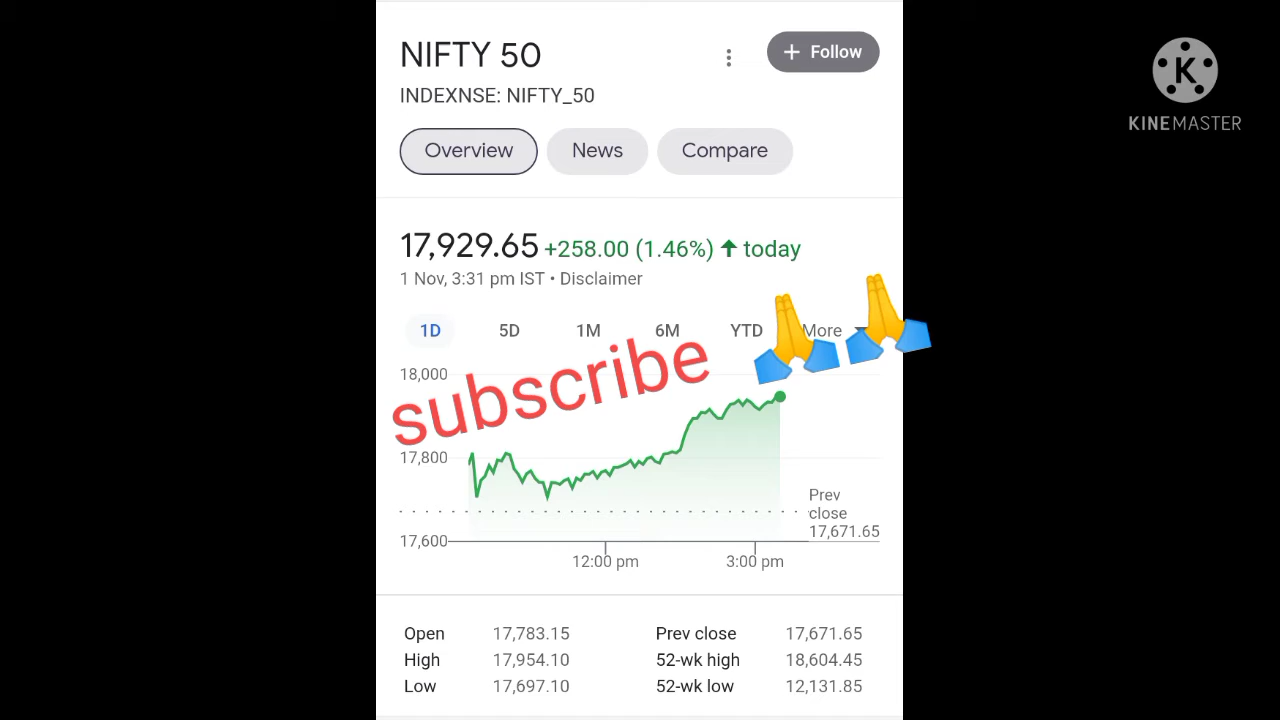 NIFTY 50
+ Follow
INDEXNSE: NIFTY_50
Overview News Compare
17,929.65 +258.00 (1.46%) ↑ today
1 Nov, 3:31 pm IST • Disclaimer
1D 5D 1M 6M YTD More
subscribe
18,000
17,800
Prev
close
17,671.65
17,600
12:00 pm 3:00 pm
Open 17,783.15 Prev close 17,671.65
High 17,954.10 52-wk high 18,604.45
Low 17,697.10 52-wk low 12,131.85
K
KINEMASTER